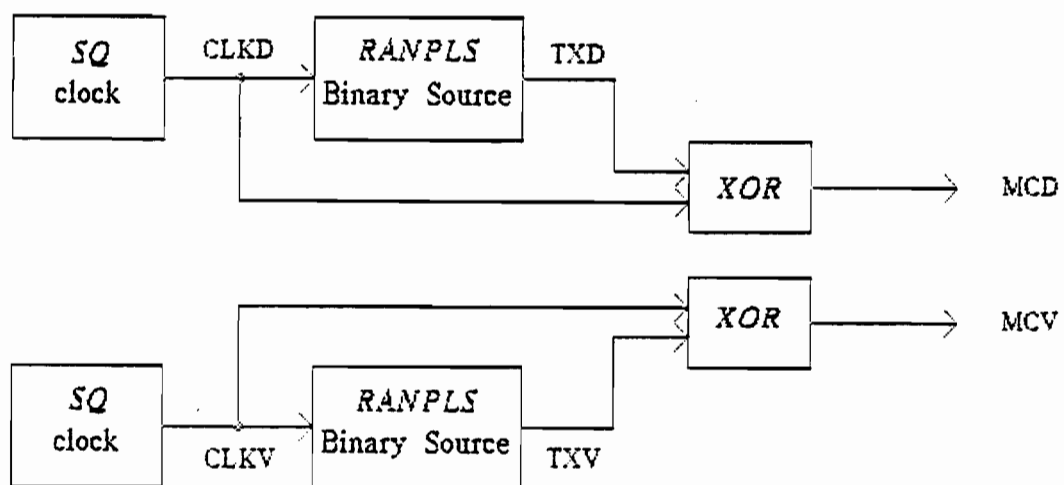 SQ
clock
CLKD
RANPLS
Binary Source
TXD
XOR
MCD
XOR
MCV
SQ
clock
CLKV
RANPLS
Binary Source
TXV